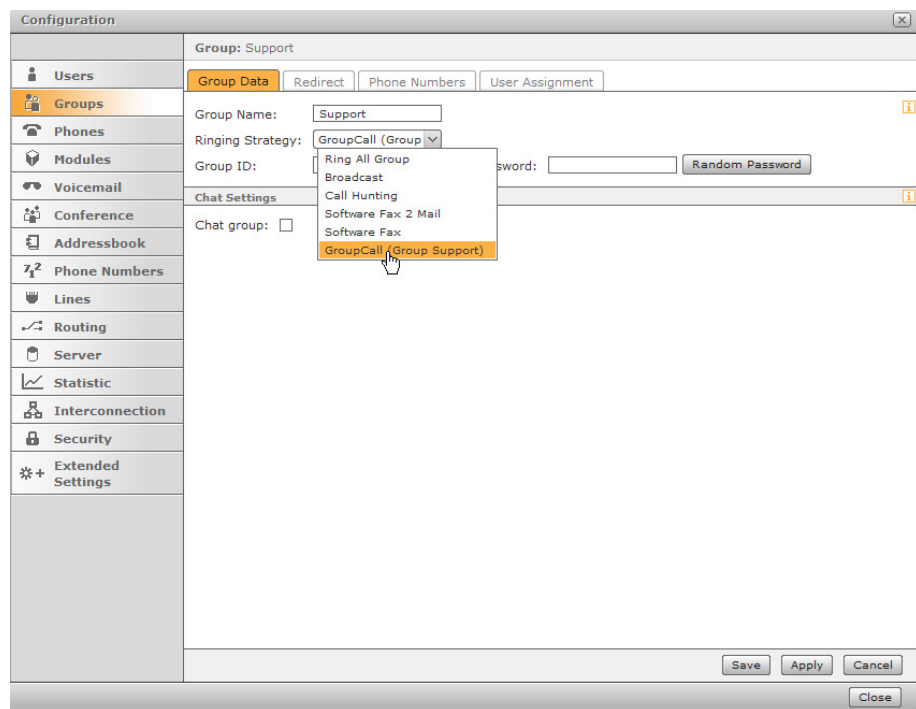 Configuration
Group: Support
Users
Groups
Phones
Modules
Voicemail
Conference
Addressbook
Phone Numbers
Lines
Routing
Server
Statistic
Interconnection
Security
Extended
Settings
Group Data Redirect Phone Numbers User Assignment
Group Name: Support
Ringing Strategy: GroupCall (Group
Group ID: sword: Random Password
Ring All Group
Broadcast
Call Hunting
Software Fax 2 Mail
Software Fax
GroupCall (Group Support)
Chat Settings
Chat group:
Save Apply Cancel
Close